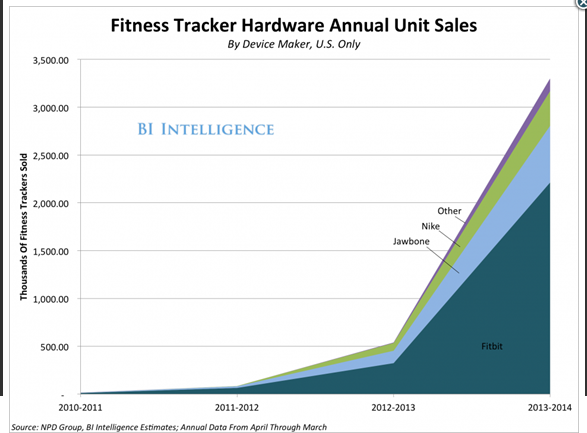 Fitness Tracker Hardware Annual Unit Sales
By Device Maker, U.S. Only
3,500.00
3,000.00
2,500.00
2,000.00
1,500.00
1,000.00
500.00
-
Thousands Of Fitness Trackers Sold
BI INTELLIGENCE
Other
Nike
Jawbone
Fitbit
2010-2011
2011-2012
2012-2013
2013-2014
Source: NPD Group, BI Intelligence Estimates; Annual Data From April Through March